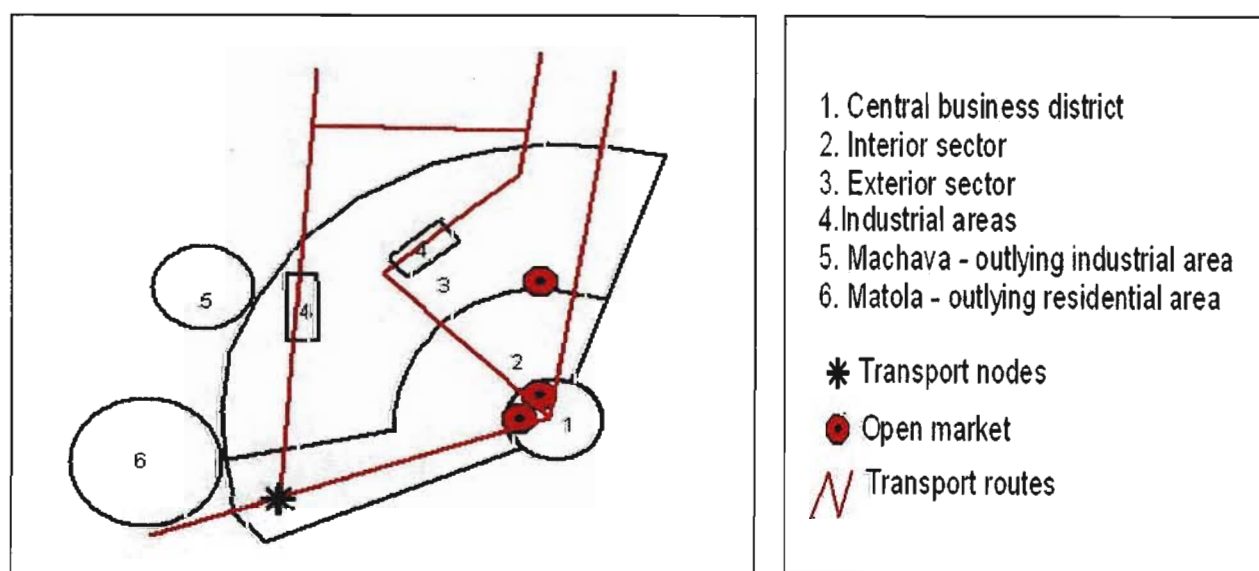 4
3
5
4
2
1
6
1. Central business district
2. Interior sector
3. Exterior sector
4.Industrial areas
5. Machava - outlying industrial area
6. Matola - outlying residential area
Transport nodes
Open market
Transport routes